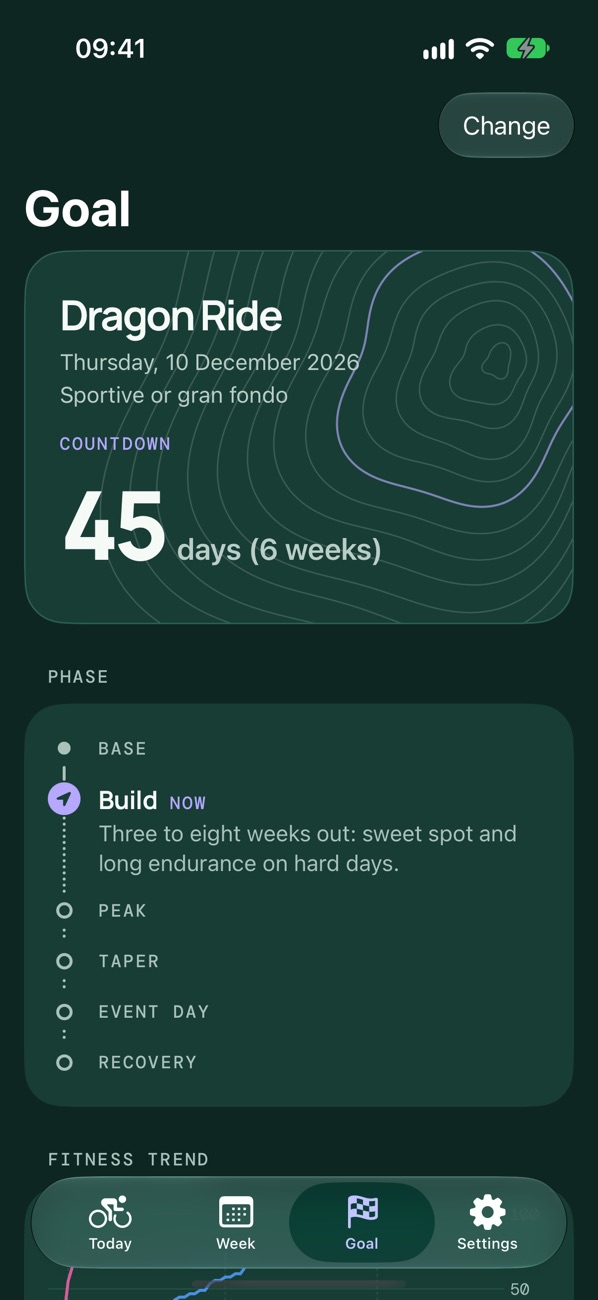 09:41
Change
Goal
Dragon Ride
Thursday, 10 December 2026
Sportive or gran fondo
COUNTDOWN
45 days (6 weeks)
PHASE
BASE
Build NOW
Three to eight weeks out: sweet spot and
long endurance on hard days.
PEAK
TAPER
EVENT DAY
RECOVERY
FITNESS TREND
Today
Week
Goal
Settings
50